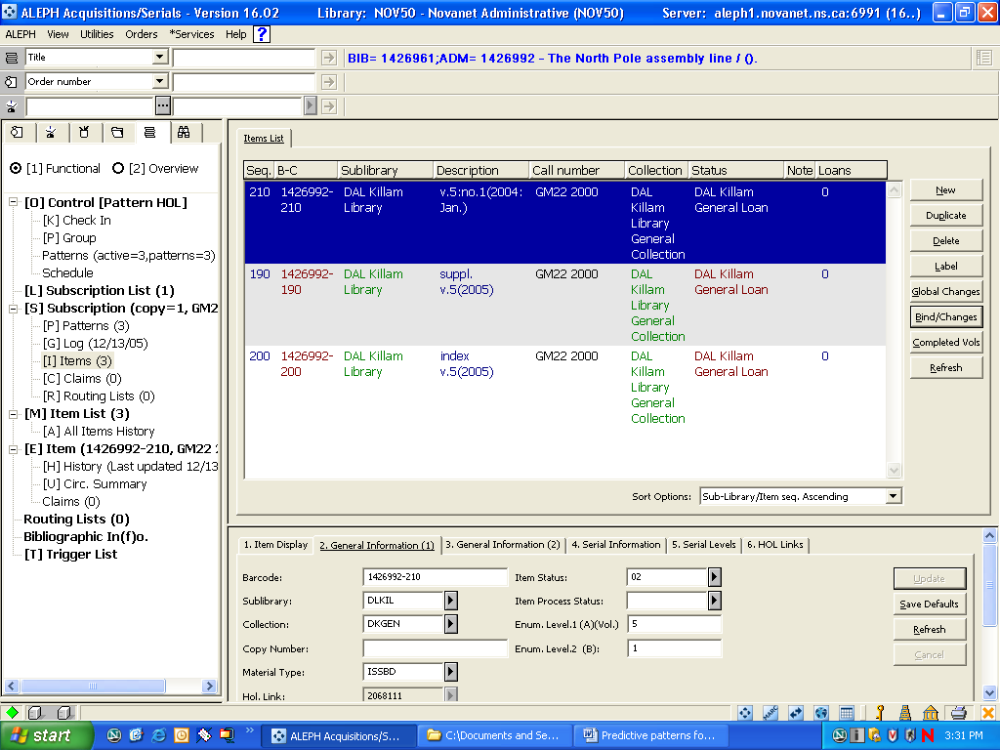 ALEPH Acquisitions/Serials - Version 16.02 Library: NOV50 - Novanet Administrative (NOV50) Server: aleph1.novanet.ns.ca:6991 (16..)
ALEPH View Utilities Orders *Services Help ?
Title
BIB= 1426961;ADM= 1426992 - The North Pole assembly line / ().
Order number
[1] Functional [2] Overview
[O] Control [Pattern HOL]
[K] Check In
[P] Group
Patterns (active=3,patterns=3)
Schedule
[L] Subscription List (1)
[S] Subscription (copy=1, GM2
[P] Patterns (3)
[G] Log (12/13/05)
[I] Items (3)
[C] Claims (0)
[R] Routing Lists (0)
[M] Item List (3)
[A] All Items History
[E] Item (1426992-210, GM22
[H] History (Last updated 12/13
[U] Circ. Summary
Claims (0)
Routing Lists (0)
Bibliographic In(f)o.
[T] Trigger List
Items List
Seq. B-C Sublibrary Description Call number Collection Status Note Loans
210 1426992- DAL Killam v.5:no.1(2004: GM22 2000 DAL DAL Killam 0
210 Library Jan.) Killam General Loan
Library
General
Collection
190 1426992- DAL Killam suppl. GM22 2000 DAL DAL Killam 0
190 Library v.5(2005) Killam General Loan
Library
General
Collection
200 1426992- DAL Killam index GM22 2000 DAL DAL Killam 0
200 Library v.5(2005) Killam General Loan
Library
General
Collection
New
Duplicate
Delete
Label
Global Changes
Bind/Changes
Completed Vols
Refresh
Sort Options: Sub-Library/Item seq. Ascending
1. Item Display 2. General Information (1) 3. General Information (2) 4. Serial Information 5. Serial Levels 6. HOL Links
Barcode: 1426992-210 Item Status: 02
Sublibrary: DLKIL Item Process Status:
Collection: DKGEN Enum. Level.1 (A)(Vol.) 5
Copy Number: Enum. Level.2 (B): 1
Material Type: ISSBD
Hol. Link: 2068111
Update
Save Defaults
Refresh
Cancel
start ALEPH Acquisitions/S... C:\Documents and Se... Predictive patterns fo... 3:31 PM